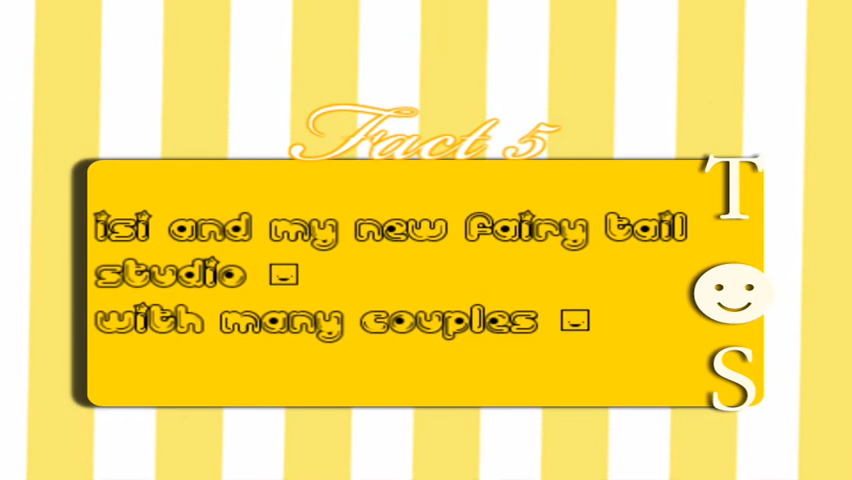 Fact 5
isi and my new fairy tail
studio
with many couples
T
S